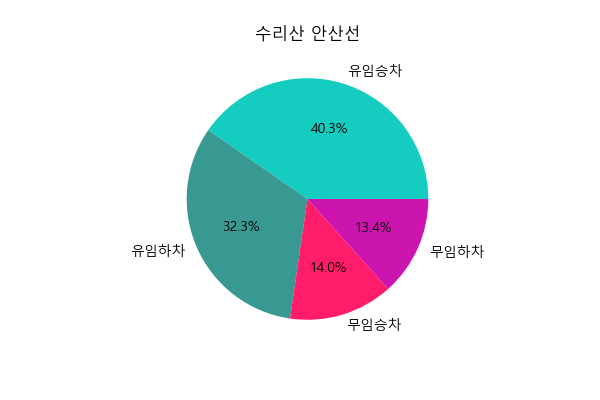 수리산 안산선
유임승차
40.3%
32.3%
13.4%
유임하차
무임하차
14.0%
무임승차